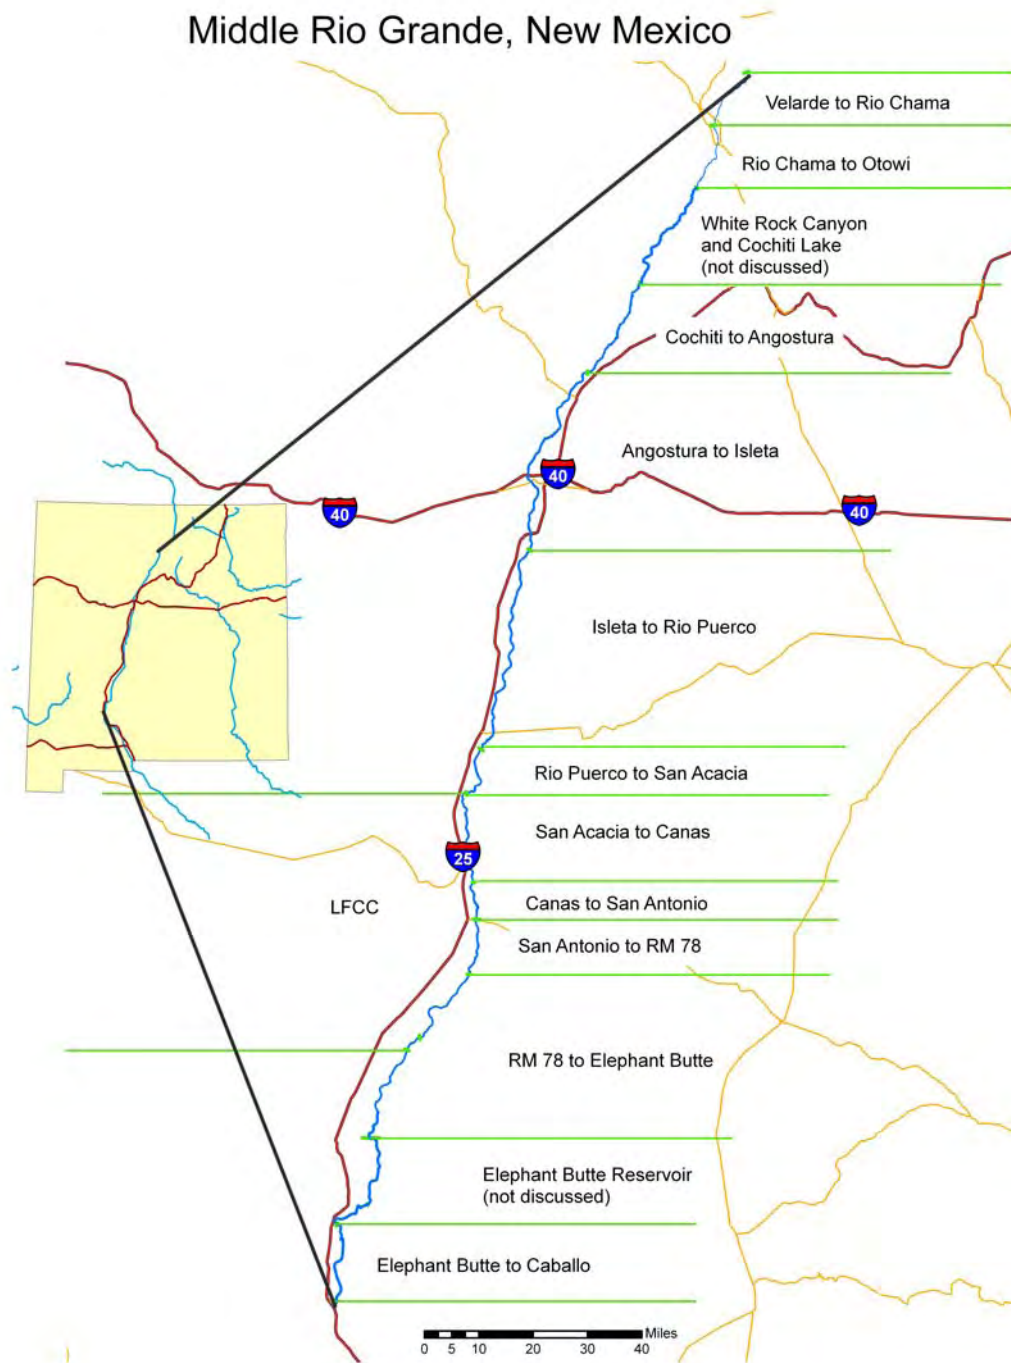 Middle Rio Grande, New Mexico
Velarde to Rio Chama
Rio Chama to Otowi
White Rock Canyon
and Cochiti Lake
(not discussed)
Cochiti to Angostura
Angostura to Isleta
40
40
40
Isleta to Rio Puerco
Rio Puerco to San Acacia
San Acacia to Canas
25
Canas to San Antonio
LFCC
San Antonio to RM 78
RM 78 to Elephant Butte
Elephant Butte Reservoir
(not discussed)
Elephant Butte to Caballo
Miles
0 5 10 20 30 40